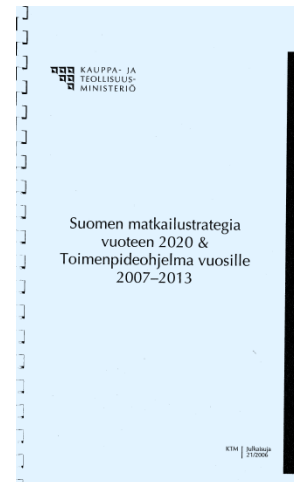 KAUPPA- JA
TEOLLISUUS-
MINISTERIÖ
Suomen matkailustrategia
vuoteen 2020 &
Toimenpideohjelma vuosille
2007–2013
KTM
Julkaisuja
21/2006